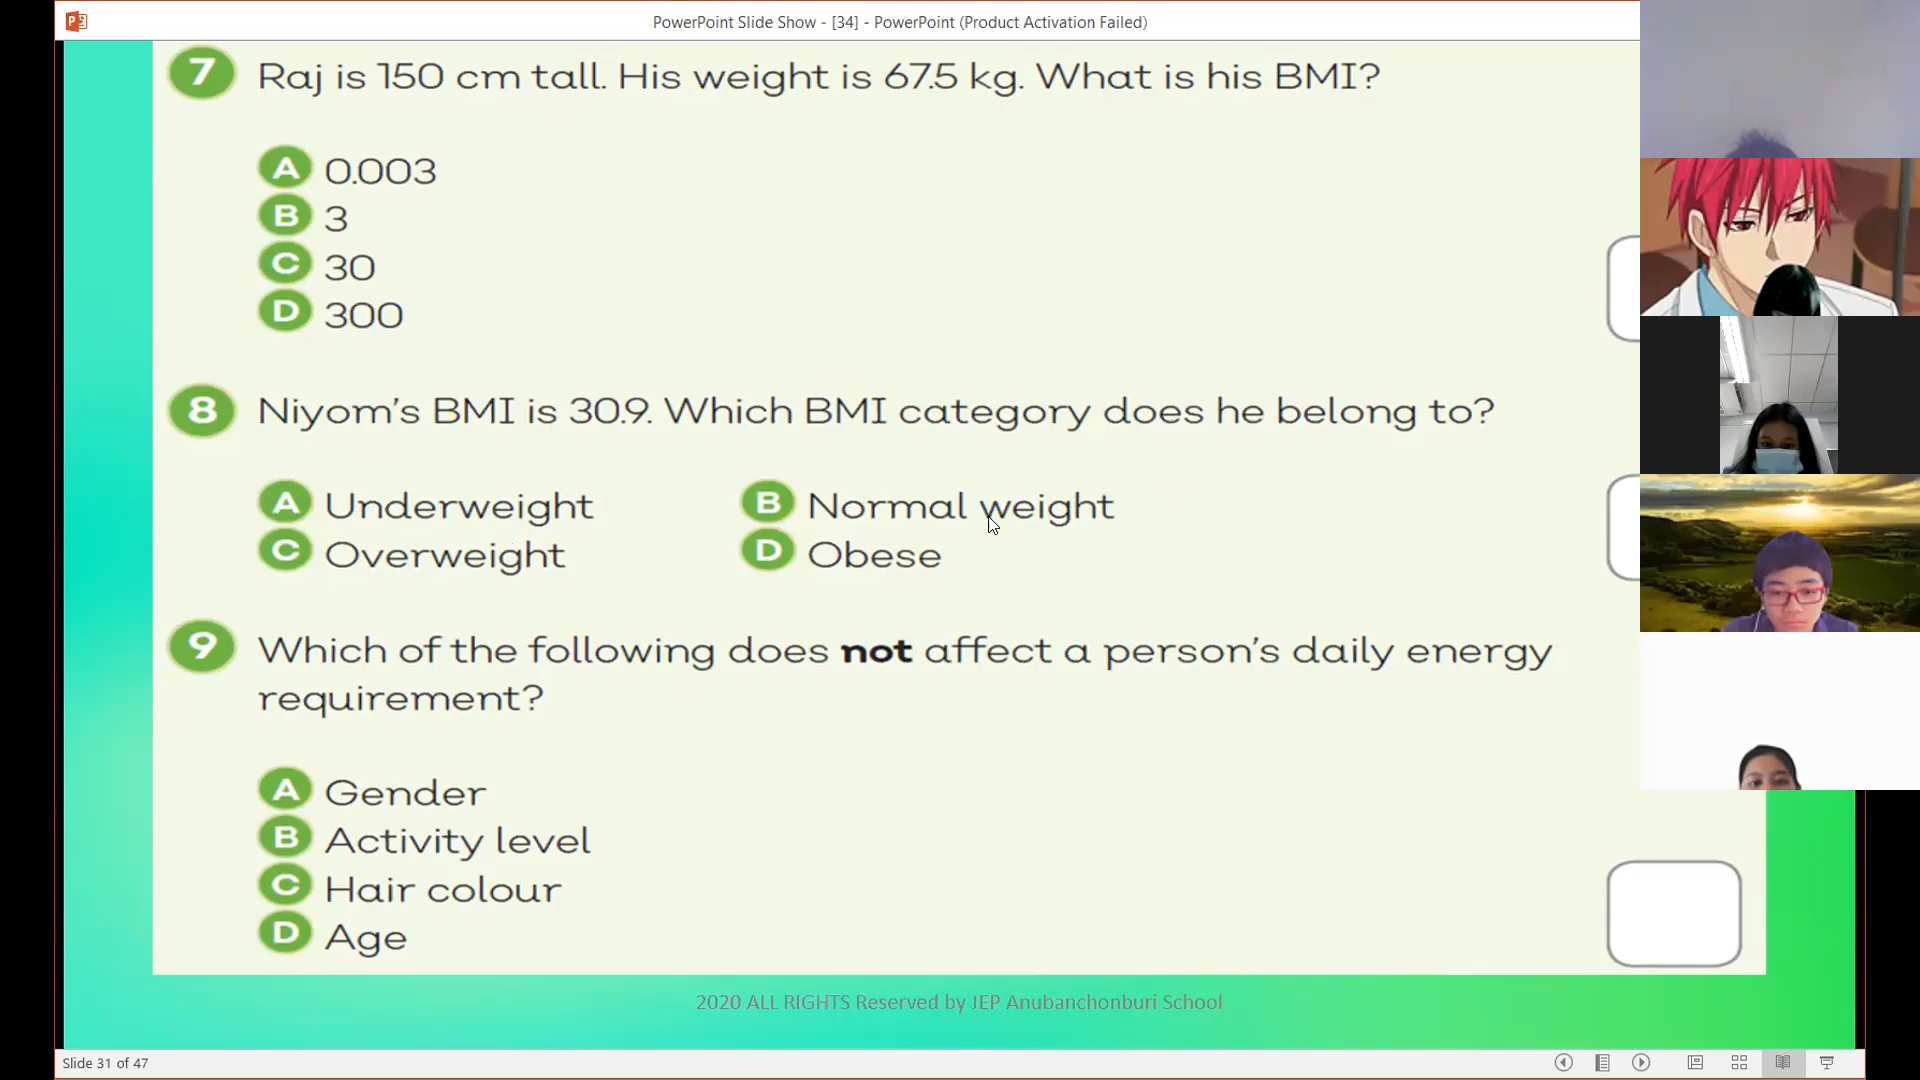 PowerPoint Slide Show - [34] - PowerPoint (Product Activation Failed)
7 Raj is 150 cm tall. His weight is 67.5 kg. What is his BMI?
A 0.003
B 3
C 30
D 300
8 Niyom's BMI is 30.9. Which BMI category does he belong to?
A Underweight B Normal weight
C Overweight D Obese
9 Which of the following does not affect a person's daily energy
requirement?
A Gender
B Activity level
C Hair colour
D Age
2020 ALL RIGHTS Reserved by JEP Anubanchonburi School
Slide 31 of 47